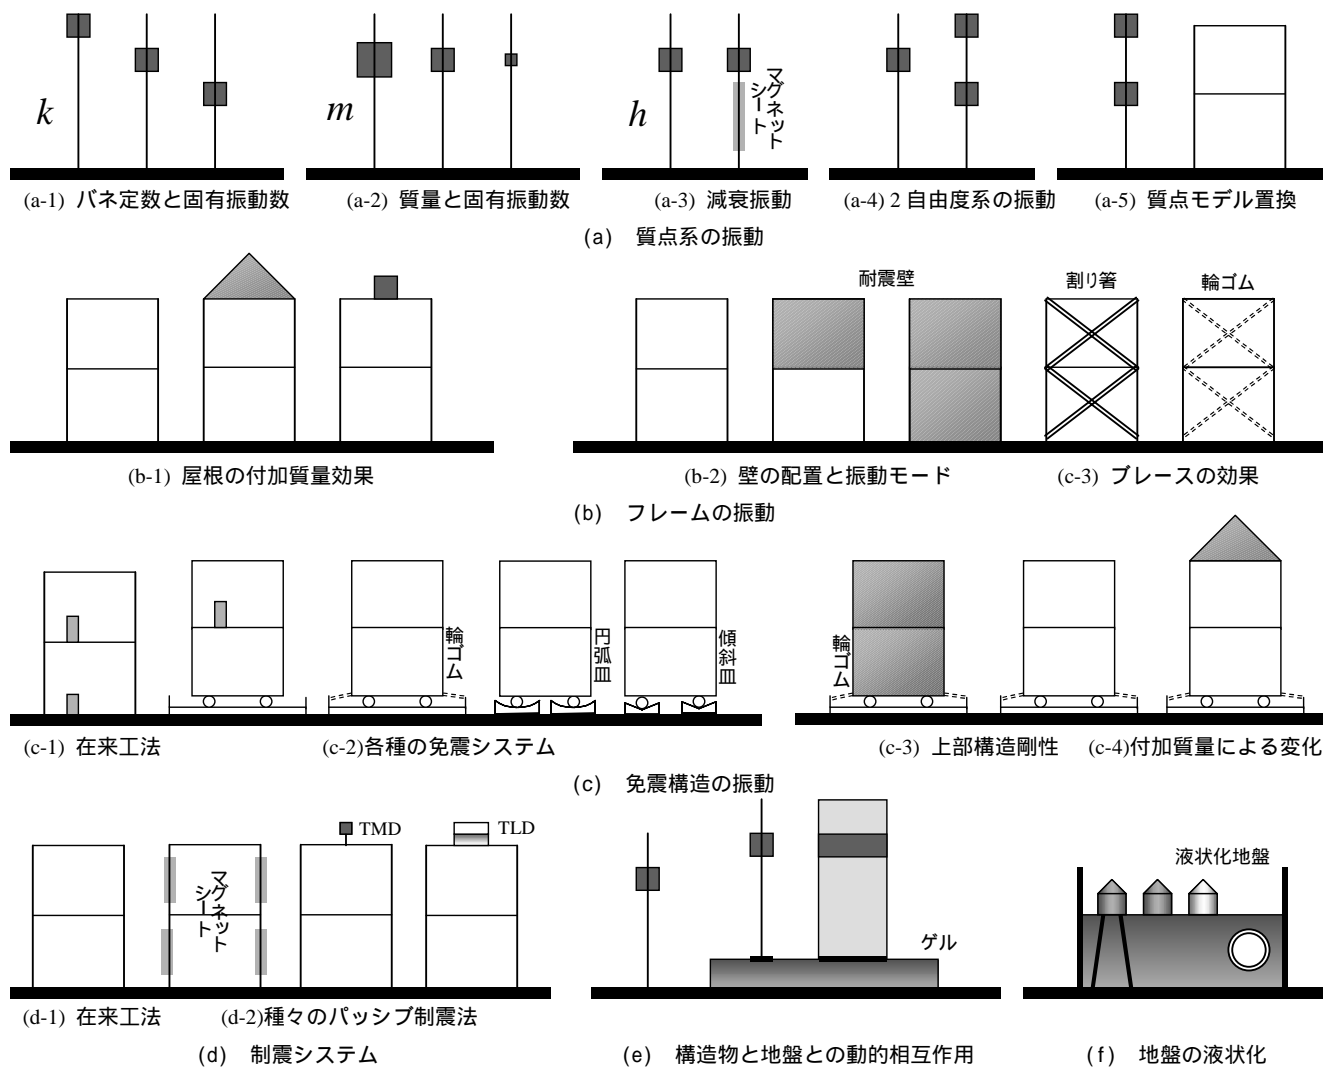 k
m
h
マグネット
シート
(a-1) バネ定数と固有振動数
(a-2) 質量と固有振動数
(a-3) 減衰振動
(a-4) 2 自由度系の振動
(a-5) 質点モデル置換
(a) 質点系の振動
耐震壁
割り箸
輪ゴム
(b-1) 屋根の付加質量効果
(b-2) 壁の配置と振動モード
(c-3) ブレースの効果
(b) フレームの振動
輪ゴム
円弧皿
傾斜皿
輪ゴム
(c-1) 在来工法
(c-2)各種の免震システム
(c-3) 上部構造剛性
(c-4)付加質量による変化
(c) 免震構造の振動
マグネット
シート
TMD
TLD
ゲル
液状化地盤
(d-1) 在来工法
(d-2)種々のパッシブ制震法
(d) 制震システム
(e) 構造物と地盤との動的相互作用
(f) 地盤の液状化